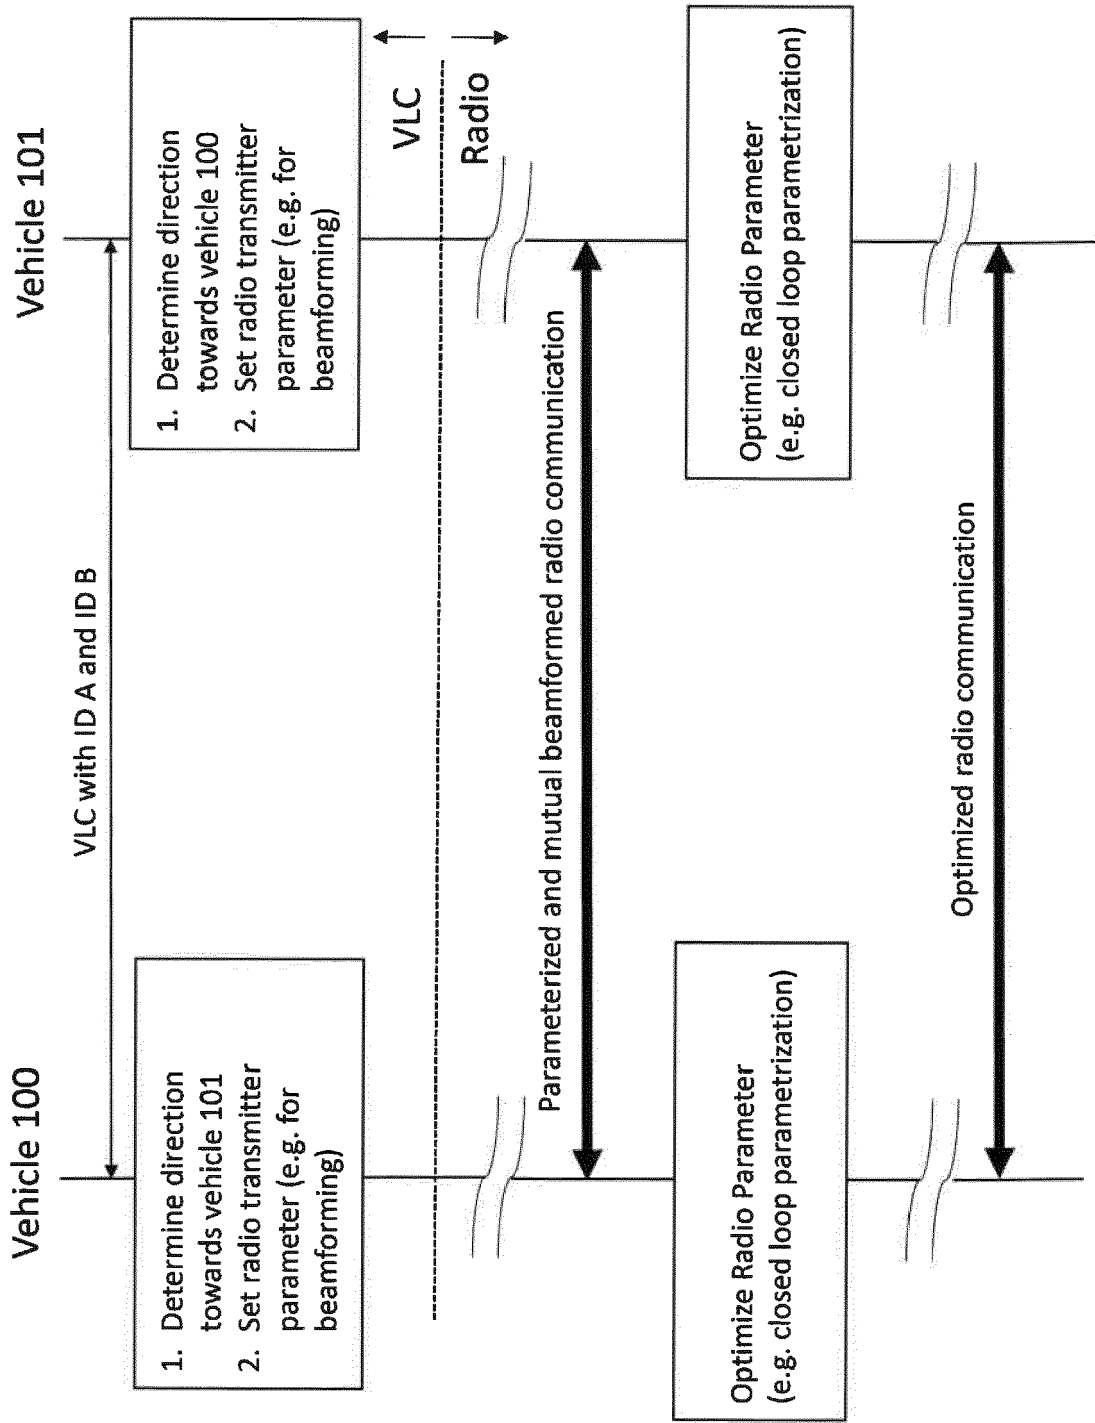 Vehicle 100
Vehicle 101
VLC with ID A and ID B
1. Determine direction
towards vehicle 101
2. Set radio transmitter
parameter (e.g. for
beamforming)
1. Determine direction
towards vehicle 100
2. Set radio transmitter
parameter (e.g. for
beamforming)
VLC
Radio
Parameterized and mutual beamformed radio communication
Optimize Radio Parameter
(e.g. closed loop parametrization)
Optimize Radio Parameter
(e.g. closed loop parametrization)
Optimized radio communication